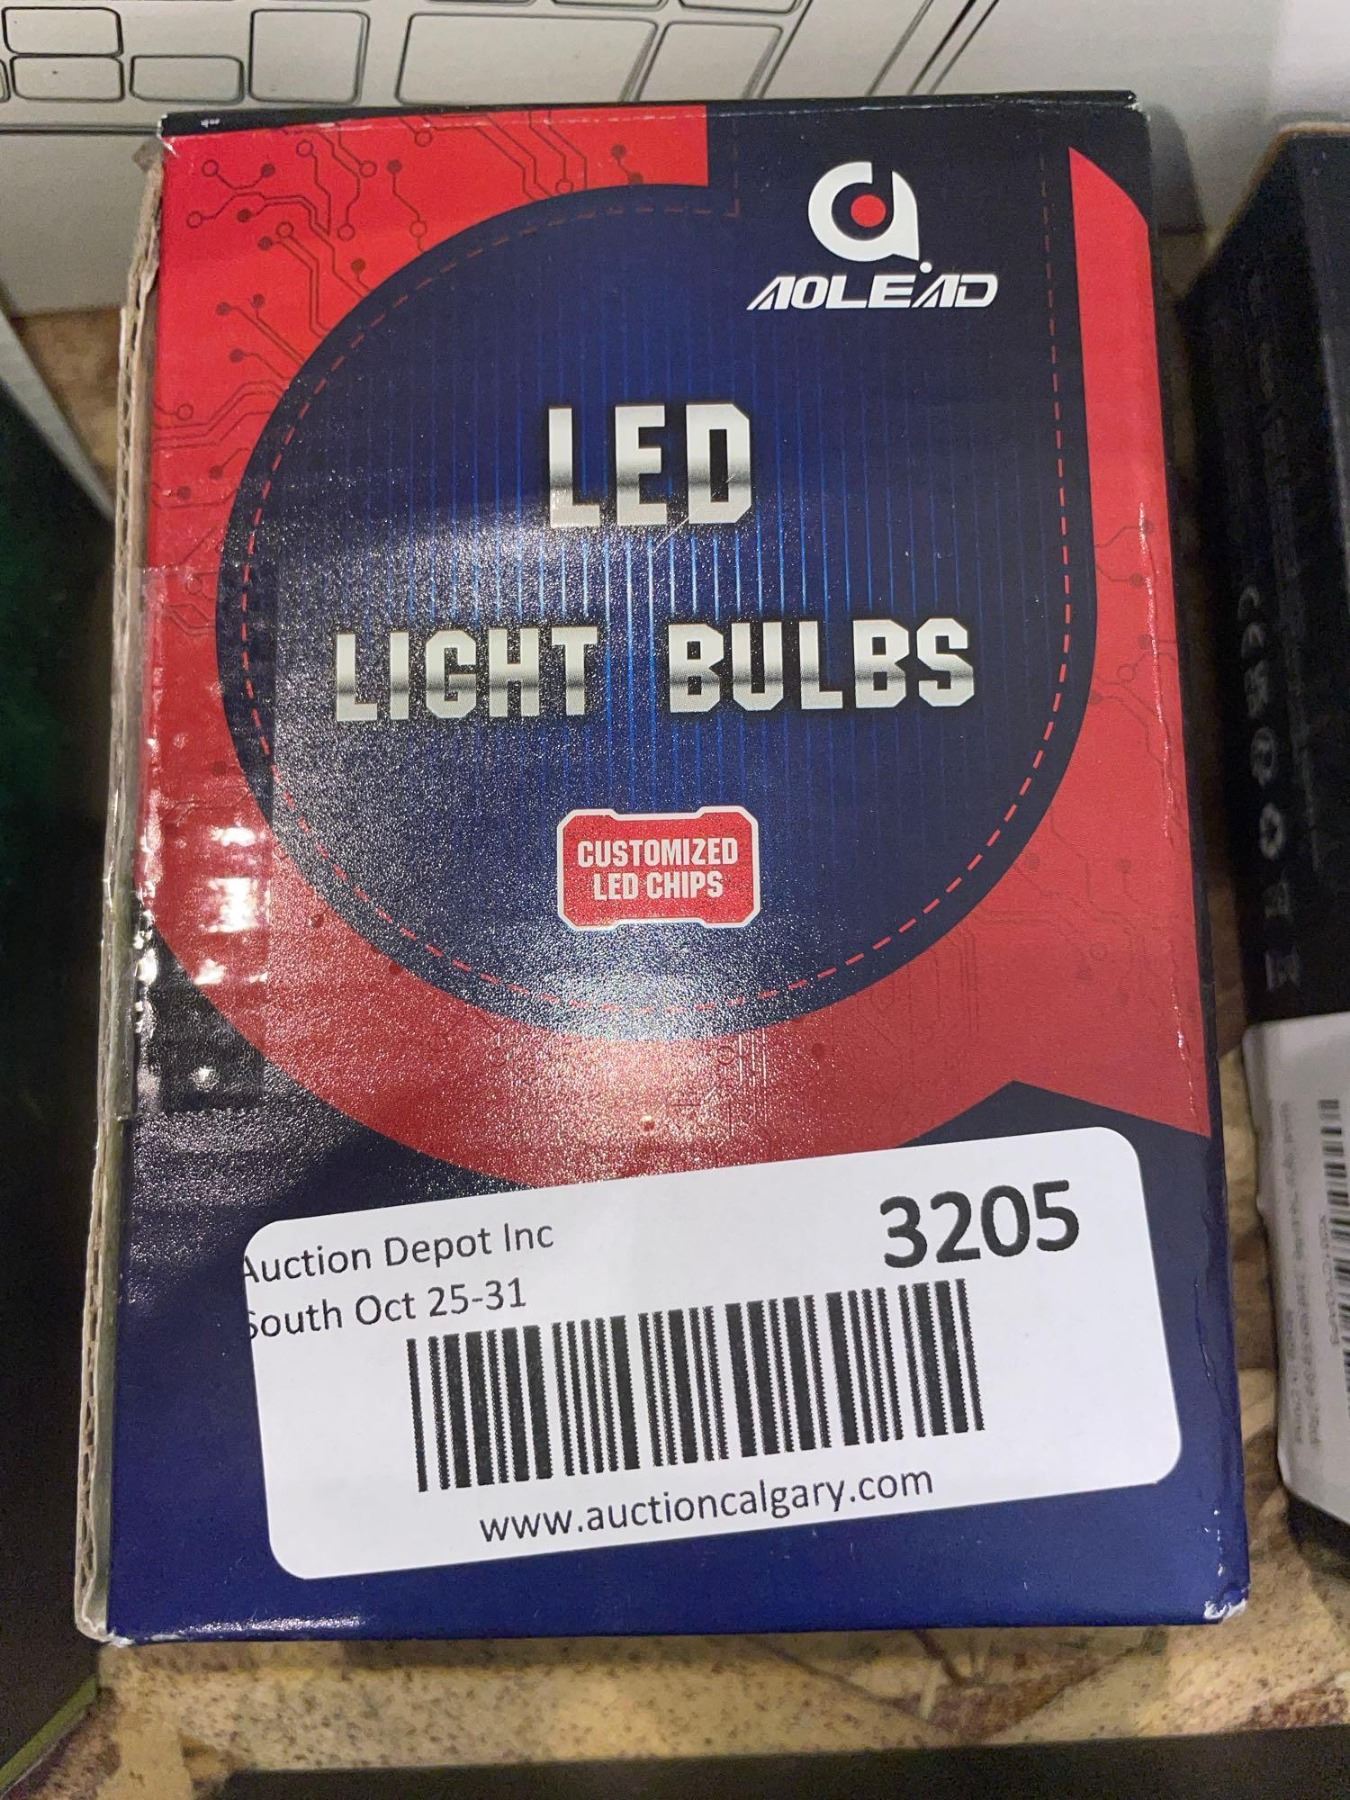 AOLEAD
LED
LIGHT BULBS
CUSTOMIZED
LED CHIPS
Auction Depot Inc
3205
South Oct 25-31
www.auctioncalgary.com